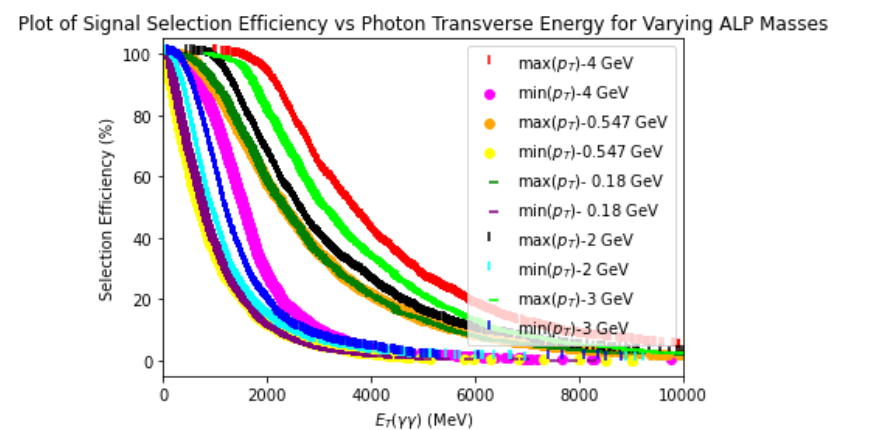 Plot of Signal Selection Efficiency vs Photon Transverse Energy for Varying ALP Masses
100
80
60
40
20
0
Selection Efficiency (%)
max(p_T)-4 GeV
min(p_T)-4 GeV
max(p_T)-0.547 GeV
min(p_T)-0.547 GeV
max(p_T)- 0.18 GeV
min(p_T)- 0.18 GeV
max(p_T)-2 GeV
min(p_T)-2 GeV
max(p_T)-3 GeV
min(p_T)-3 GeV
0 2000 4000 6000 8000 10000
E_T(γγ) (MeV)